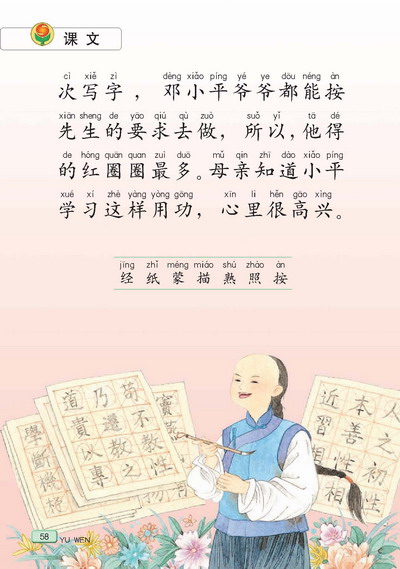 课文
cì xiě zì dèng xiǎo píng yé ye dōu néng àn
次写字，邓小平爷爷都能按
xiān sheng de yāo qiú qù zuò suǒ yǐ tā dé
先生的要求去做，所以，他得
de hóng quān quan zuì duō mǔ qīn zhī dào xiǎo píng
的红圈圈最多。母亲知道小平
xué xí zhè yàng yòng gōng xīn li hěn gāo xìng
学习这样用功，心里很高兴。
jīng zhǐ méng miáo shú zhào àn
经纸蒙描熟照按
苟不教
乃遷性
道貴以專
教之
學斷機
人之初
本善性
近相
習相
58
YU WEN